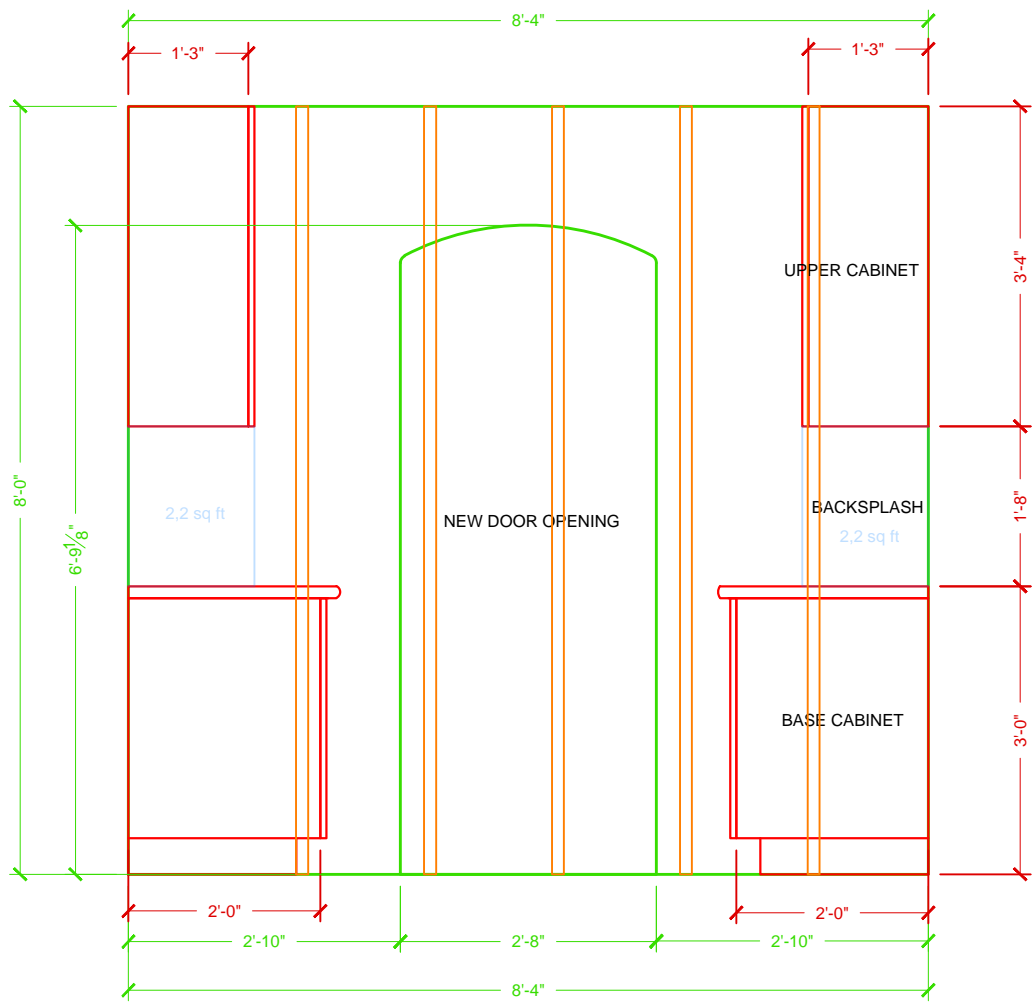 8'-4"
1'-3"
1'-3"
UPPER CABINET
3'-4"
8'-0"
2,2 sq ft
BACKSPLASH
1'-8"
NEW DOOR OPENING
2,2 sq ft
6'-9 1/8"
BASE CABINET
3'-0"
2'-0"
2'-0"
2'-10"
2'-8"
2'-10"
8'-4"